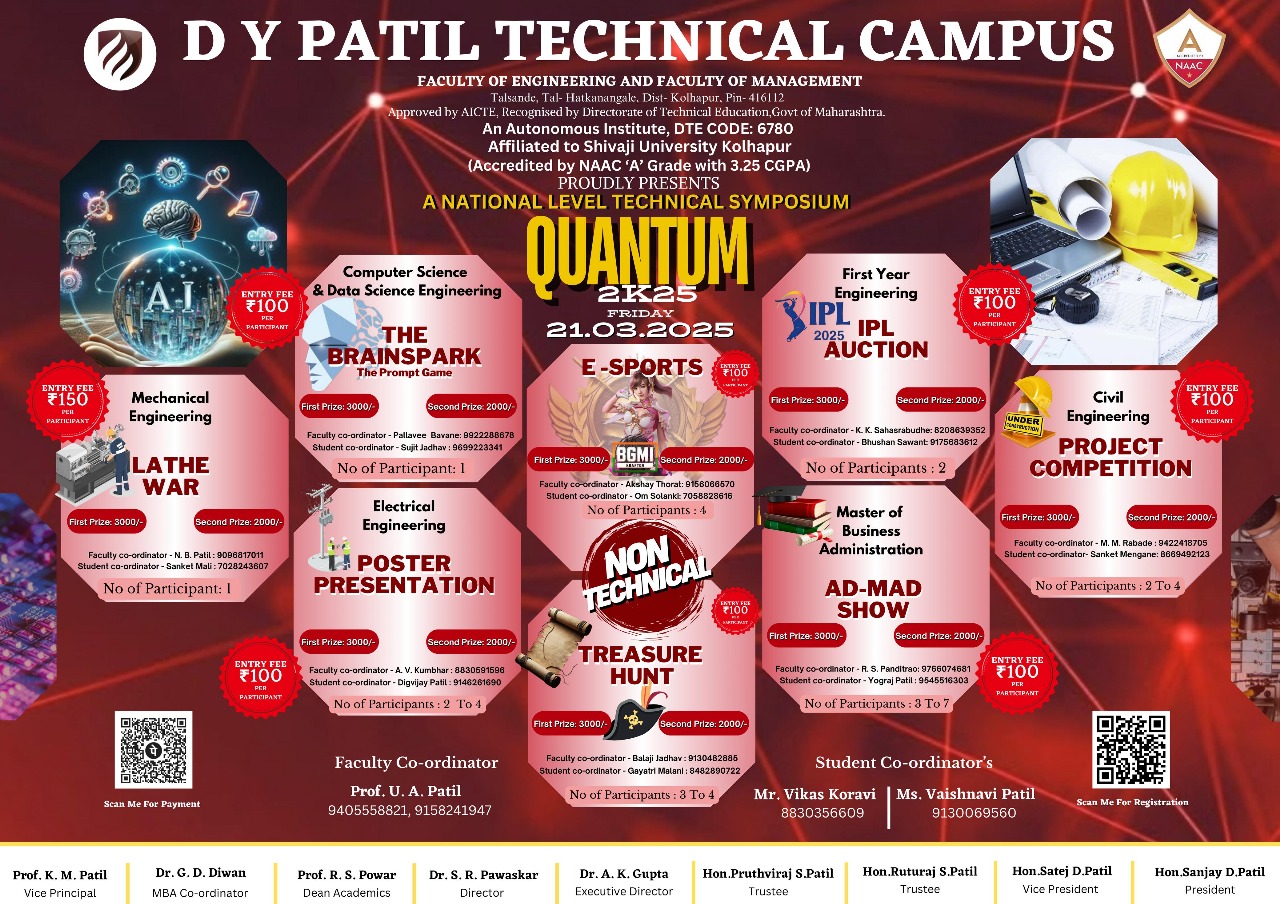 D Y PATIL TECHNICAL CAMPUS
A
NAAC
FACULTY OF ENGINEERING AND FACULTY OF MANAGEMENT
Talsande, Tal- Hatkanangale, Dist- Kolhapur, Pin- 416112
Approved by AICTE, Recognised by Directorate of Technical Education,Govt of Maharashtra.
An Autonomous Institute, DTE CODE: 6780
Affiliated to Shivaji University Kolhapur
(Accredited by NAAC ‘A’ Grade with 3.25 CGPA)
PROUDLY PRESENTS
A NATIONAL LEVEL TECHNICAL SYMPOSIUM
QUANTUM
2K25
FRIDAY
21.03.2025
AI
ENTRY FEE
₹150
PER
PARTICIPANT
Mechanical
Engineering
LATHE
WAR
First Prize: 3000/-
Second Prize: 2000/-
Faculty co-ordinator - N. B. Patil : 9096817011
Student co-ordinator - Sanket Mali : 7028243607
No of Participant: 1
ENTRY FEE
₹100
PER
PARTICIPANT
Computer Science
& Data Science Engineering
THE
BRAINSPARK
The Prompt Game
First Prize: 3000/-
Second Prize: 2000/-
Faculty co-ordinator - Pallavee Bavane: 9922288678
Student co-ordinator - Sujit Jadhav : 9699223341
No of Participant: 1
Electrical
Engineering
POSTER
PRESENTATION
First Prize: 3000/-
Second Prize: 2000/-
Faculty co-ordinator - A. V. Kumbhar : 8830591596
Student co-ordinator - Digvijay Patil : 9146261690
No of Participants : 2 To 4
ENTRY FEE
₹100
PER
PARTICIPANT
E -SPORTS
ENTRY FEE
₹100
PER
PARTICIPANT
BGMI
First Prize: 3000/-
Second Prize: 2000/-
Faculty co-ordinator - Akshay Thorat: 9156066570
Student co-ordinator - Om Solanki: 7058828616
No of Participants : 4
NON
TECHNICAL
ENTRY FEE
₹100
PER
PARTICIPANT
TREASURE
HUNT
First Prize: 3000/-
Second Prize: 2000/-
Faculty co-ordinator - Balaji Jadhav : 9130482885
Student co-ordinator - Gayatri Malani : 8482890722
No of Participants : 3 To 4
First Year
Engineering
IPL
2025
IPL
AUCTION
ENTRY FEE
₹100
PER
PARTICIPANT
First Prize: 3000/-
Second Prize: 2000/-
Faculty co-ordinator - K. K. Sahasrabudhe: 8208639352
Student co-ordinator - Bhushan Sawant: 9175683612
No of Participants : 2
Master of
Business
Administration
AD-MAD
SHOW
First Prize: 3000/-
Second Prize: 2000/-
Faculty co-ordinator - R. S. Panditrao: 9766074681
Student co-ordinator - Yograj Patil : 9545516303
No of Participants : 3 To 7
ENTRY FEE
₹100
PER
PARTICIPANT
UNDER
CONSTRUCTION
Civil
Engineering
ENTRY FEE
₹100
PER
PARTICIPANT
PROJECT
COMPETITION
First Prize: 3000/-
Second Prize: 2000/-
Faculty co-ordinator - M. M. Rabade : 9422418705
Student co-ordinator- Sanket Mengane: 8669492123
No of Participants : 2 To 4
Scan Me For Payment
Faculty Co-ordinator
Prof. U. A. Patil
9405558821, 9158241947
Student Co-ordinator's
Mr. Vikas Koravi
8830356609
Ms. Vaishnavi Patil
9130069560
Scan Me For Registration
Prof. K. M. Patil
Vice Principal
Dr. G. D. Diwan
MBA Co-ordinator
Prof. R. S. Powar
Dean Academics
Dr. S. R. Pawaskar
Director
Dr. A. K. Gupta
Executive Director
Hon.Pruthviraj S.Patil
Trustee
Hon.Ruturaj S.Patil
Trustee
Hon.Satej D.Patil
Vice President
Hon.Sanjay D.Patil
President